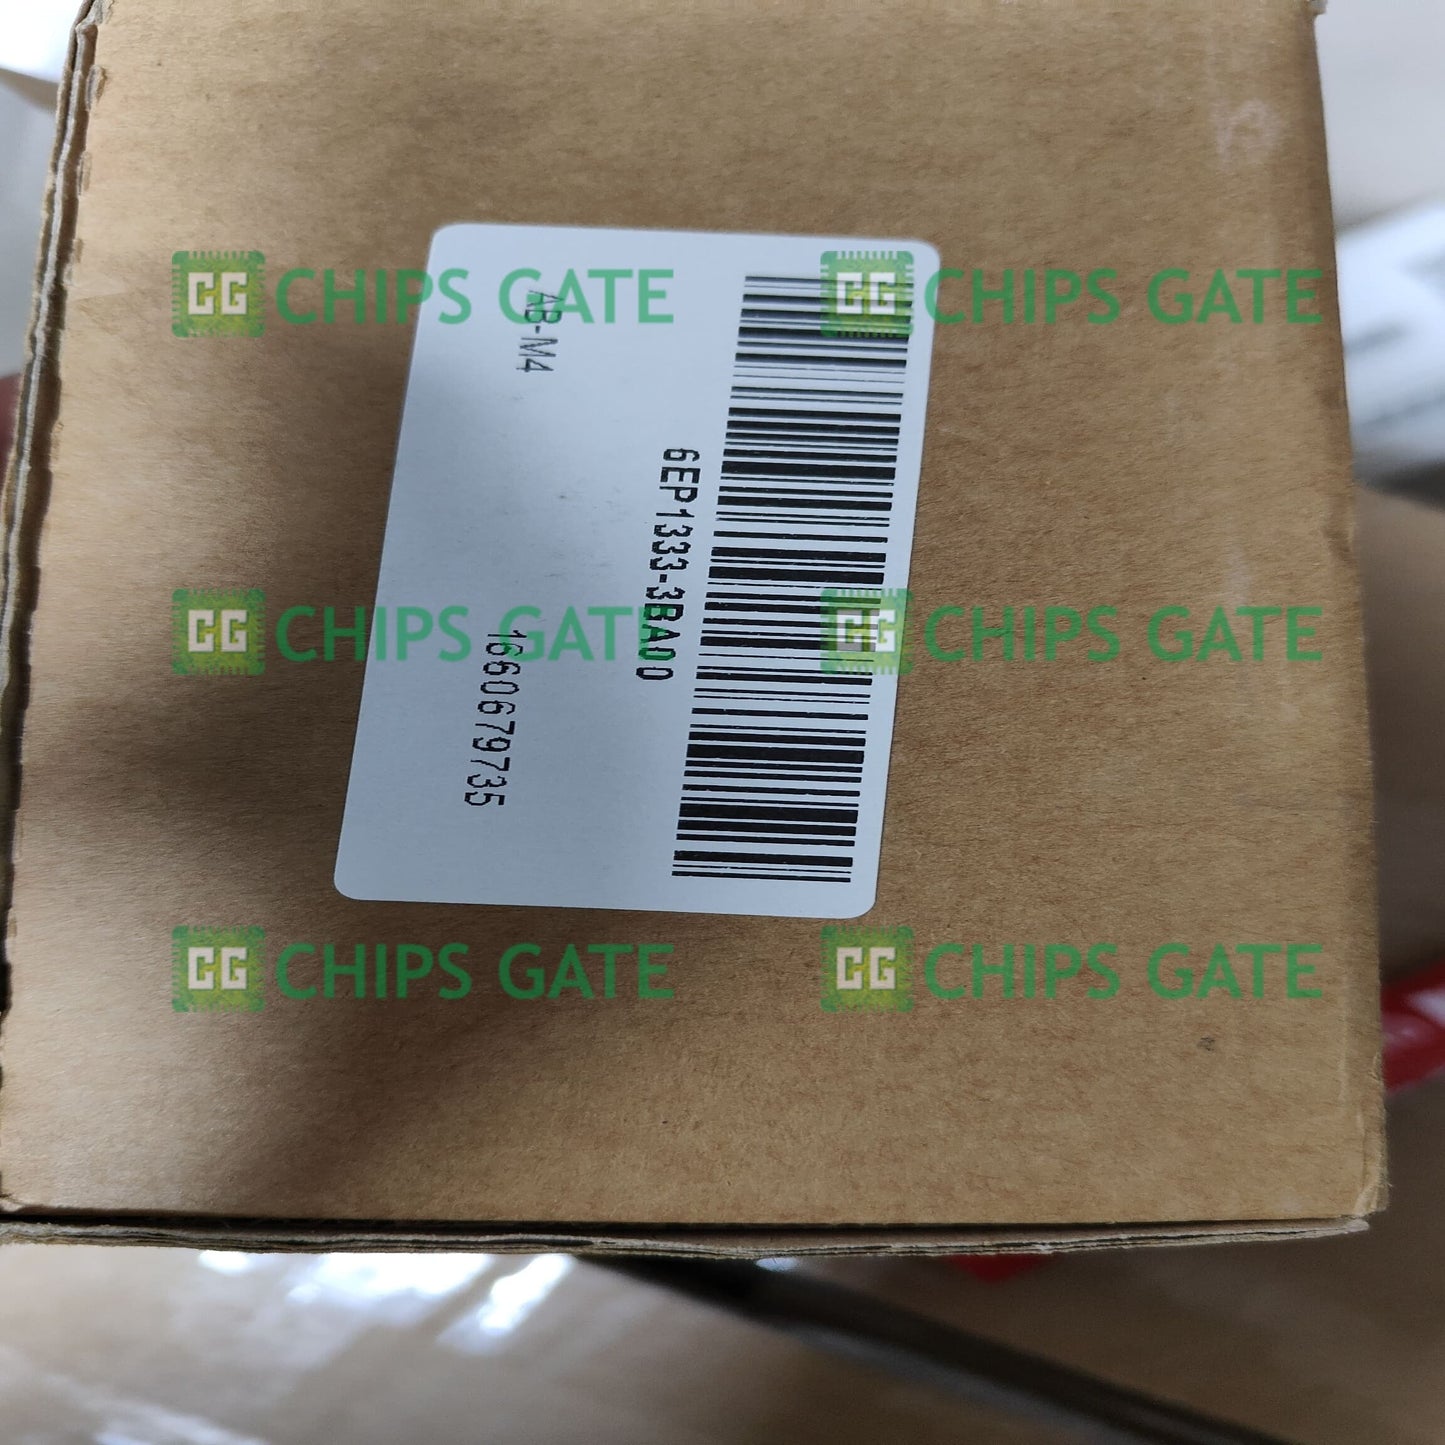 6EP1333-3BA00
AB-M4
1660679735
CG CHIPS GATE
CG CHIPS GATE
CG CHIPS GATE
CG CHIPS GATE
CG CHIPS GATE
CG CHIPS GATE